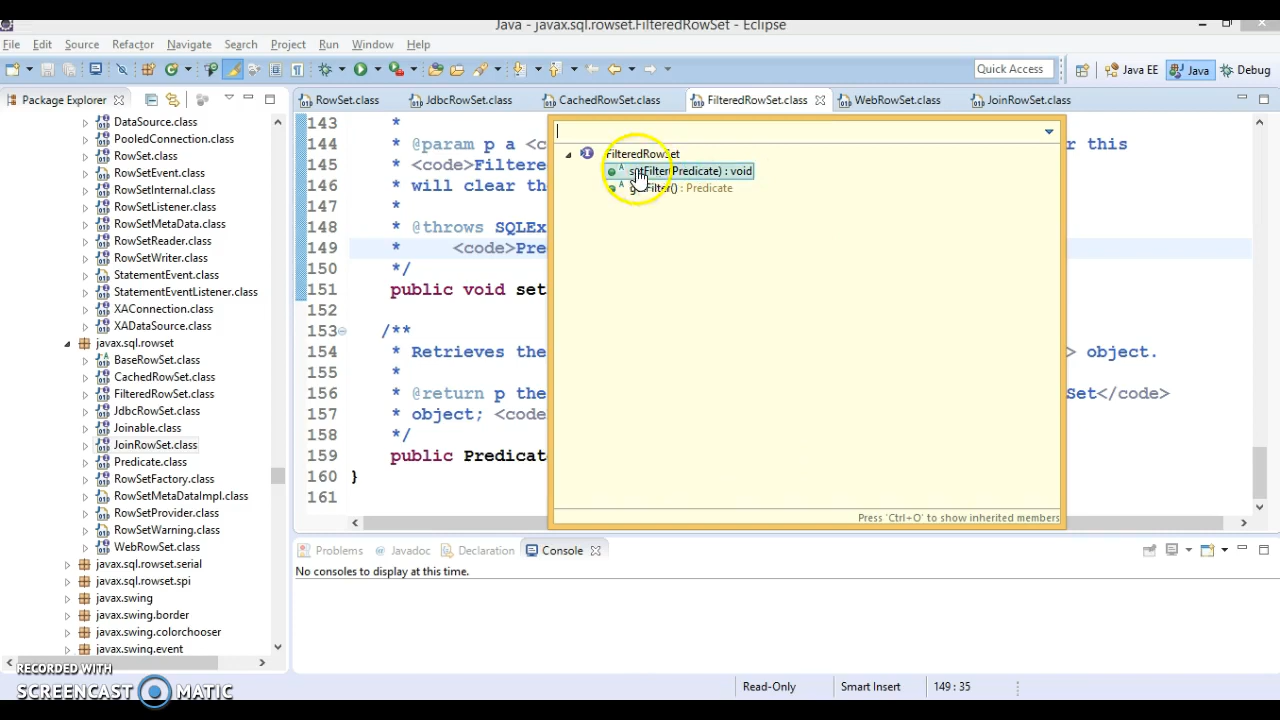 Java - javax.sql.rowset.FilteredRowSet - Eclipse
File Edit Source Refactor Navigate Search Project Run Window Help
Quick Access Java EE Java Debug
Package Explorer
DataSource.class
PooledConnection.class
RowSet.class
RowSetEvent.class
RowSetInternal.class
RowSetListener.class
RowSetMetaData.class
RowSetReader.class
RowSetWriter.class
StatementEvent.class
StatementEventListener.class
XAConnection.class
XADataSource.class
javax.sql.rowset
BaseRowSet.class
CachedRowSet.class
FilteredRowSet.class
JdbcRowSet.class
Joinable.class
JoinRowSet.class
Predicate.class
RowSetFactory.class
RowSetMetaDataImpl.class
RowSetProvider.class
RowSetWarning.class
WebRowSet.class
javax.sql.rowset.serial
javax.sql.rowset.spi
javax.swing
javax.swing.border
javax.swing.colorchooser
javax.swing.event
RowSet.class JdbcRowSet.class CachedRowSet.class FilteredRowSet.class WebRowSet.class JoinRowSet.class
143 *
144 * @param p a <c r this
145 * <code>Filtere
146 * will clear th
147 *
148 * @throws SQLEx
149 * <code>Pre
150 */
151 public void set
152
153 /**
154 * Retrieves the > object.
155 *
156 * @return p the Set</code>
157 * object; <code
158 */
159 public Predicat
160 }
161
FilteredRowSet
setFilter(Predicate) : void
getFilter() : Predicate
Press 'Ctrl+O' to show inherited members
Problems Javadoc Declaration Console
No consoles to display at this time.
Read-Only Smart Insert 149 : 35
RECORDED WITH
SCREENCAST MATIC